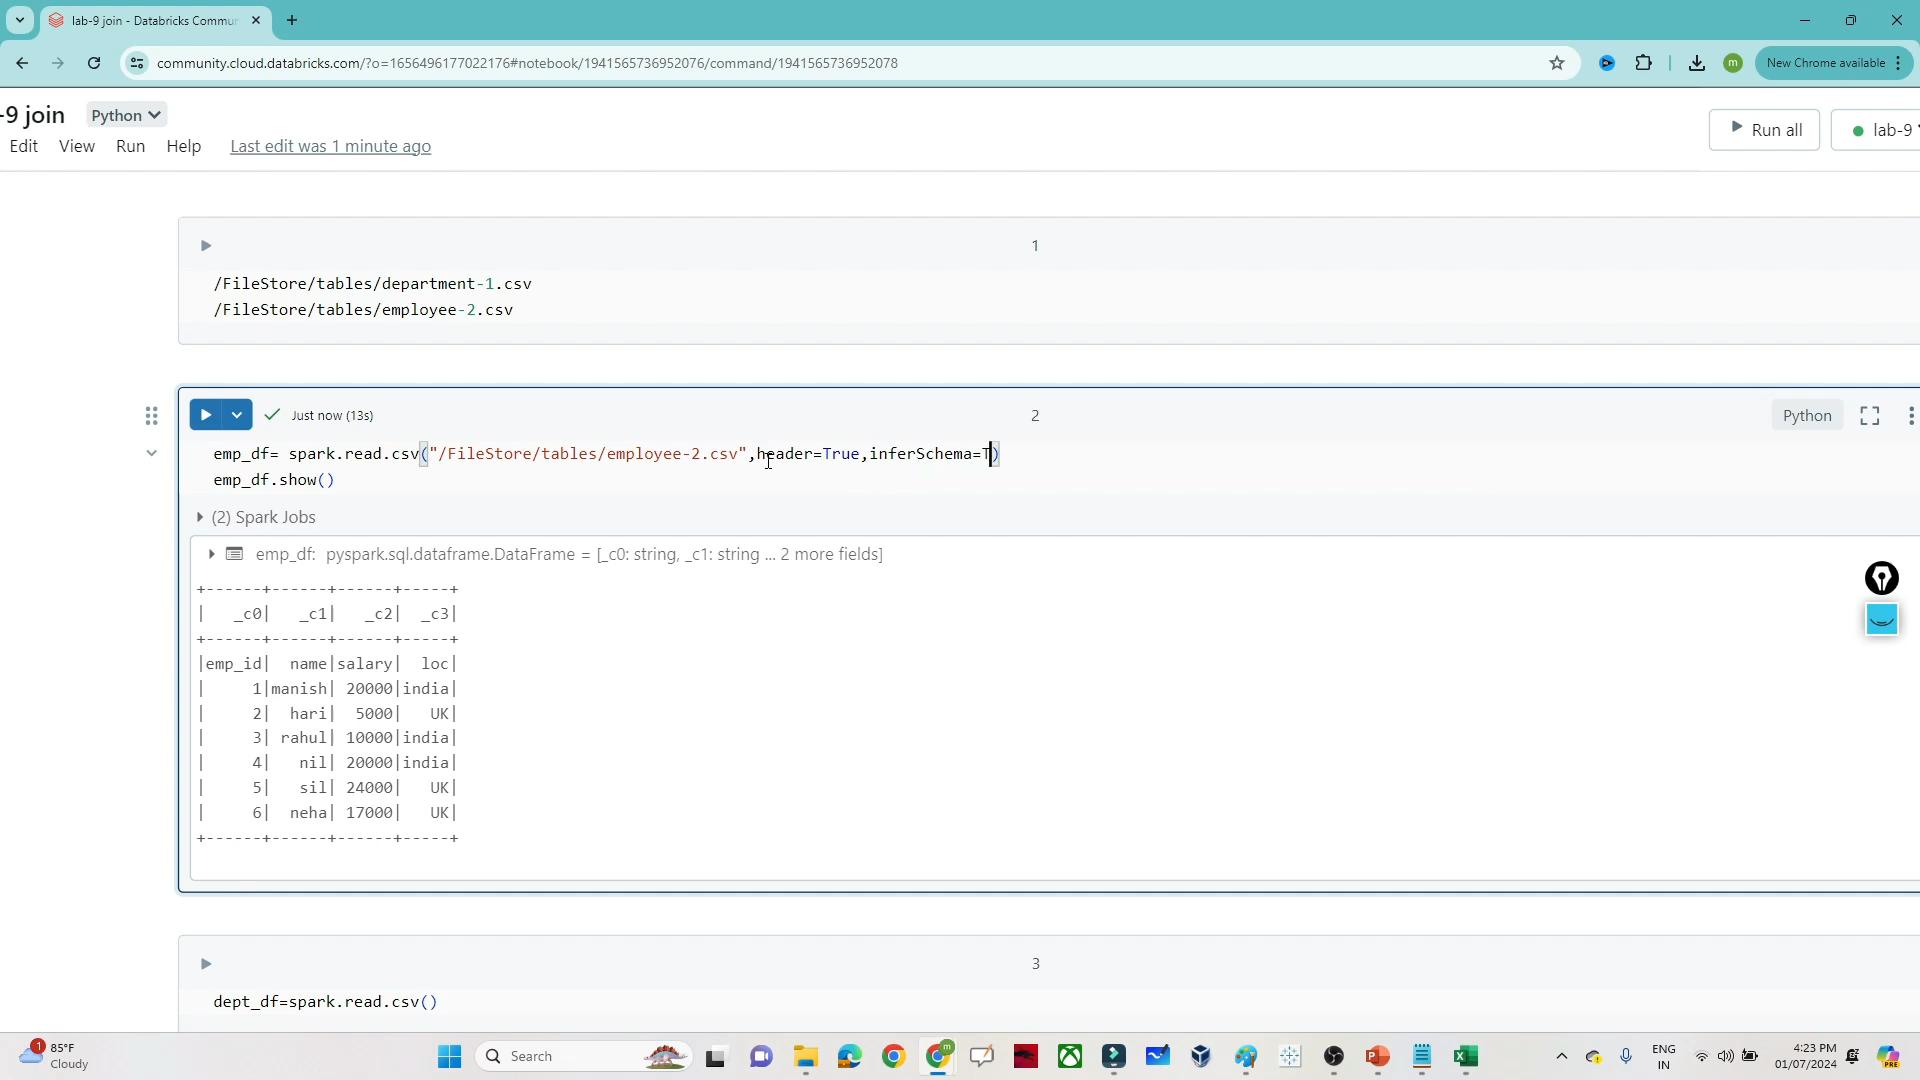 lab-9 join - Databricks Commun
community.cloud.databricks.com/?o=1656496177022176#notebook/1941565736952076/command/1941565736952078
m
New Chrome available
-9 join
Python
Run all
lab-9
Edit
View
Run
Help
Last edit was 1 minute ago
1
/FileStore/tables/department-1.csv
/FileStore/tables/employee-2.csv
Just now (13s)
2
Python
emp_df= spark.read.csv("/FileStore/tables/employee-2.csv",header=True,inferSchema=T)
emp_df.show()
(2) Spark Jobs
emp_df: pyspark.sql.dataframe.DataFrame = [_c0: string, _c1: string ... 2 more fields]
+------+------+------+-----+
|   _c0|   _c1|   _c2|  _c3|
+------+------+------+-----+
|emp_id|  name|salary|  loc|
|     1|manish| 20000|india|
|     2|  hari|  5000|   UK|
|     3| rahul| 10000|india|
|     4|   nil| 20000|india|
|     5|   sil| 24000|   UK|
|     6|  neha| 17000|   UK|
+------+------+------+-----+
3
dept_df=spark.read.csv()
1
85°F
Cloudy
Search
m
ENG
IN
4:23 PM
01/07/2024
PRE